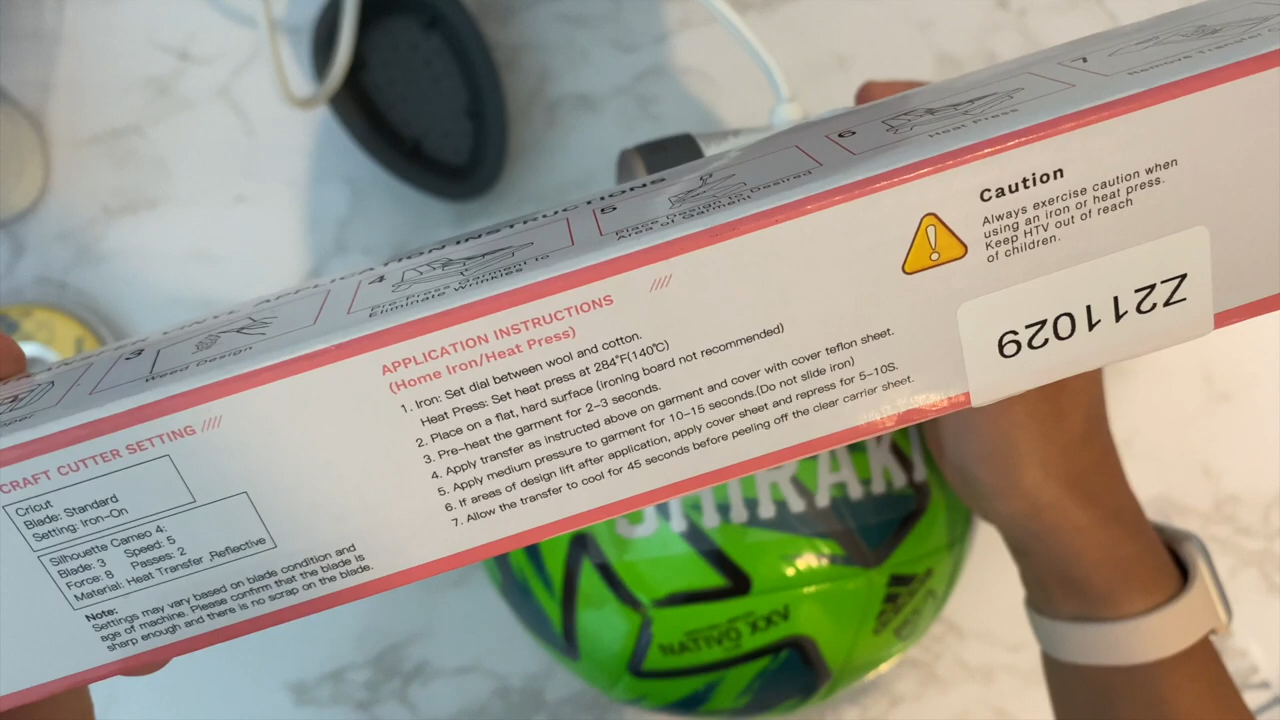 APPLICATION INSTRUCTIONS
3
Weed Design
4
Pre-Press Garment to
Eliminate Wrinkles
5
Place Design to Desired
Area of Garment
6
Heat Press
7
Remove Transfer
CRAFT CUTTER SETTING ////
Cricut
Blade: Standard
Setting: Iron-On
Silhouette Cameo 4:
Blade: 3 Speed: 5
Force: 8 Passes: 2
Material: Heat Transfer ,Reflective
Note:
Settings may vary based on blade condition and
age of machine. Please confirm that the blade is
sharp enough and there is no scrap on the blade.
APPLICATION INSTRUCTIONS ////
(Home Iron/Heat Press)
1. Iron: Set dial between wool and cotton.
Heat Press: Set heat press at 284°F(140℃)
2. Place on a flat, hard surface (ironing board not recommended)
3. Pre-heat the garment for 2-3 seconds.
4. Apply transfer as instructed above on garment and cover with cover teflon sheet.
5. Apply medium pressure to garment for 10-15 seconds.(Do not slide iron)
6. If areas of design lift after application, apply cover sheet and repress for 5-10S.
7. Allow the transfer to cool for 45 seconds before peeling off the clear carrier sheet.
Caution
Always exercise caution when
using an iron or heat press.
Keep HTV out of reach
of children.
Z211029
SHIRAKI
NATIVO XXV
adidas